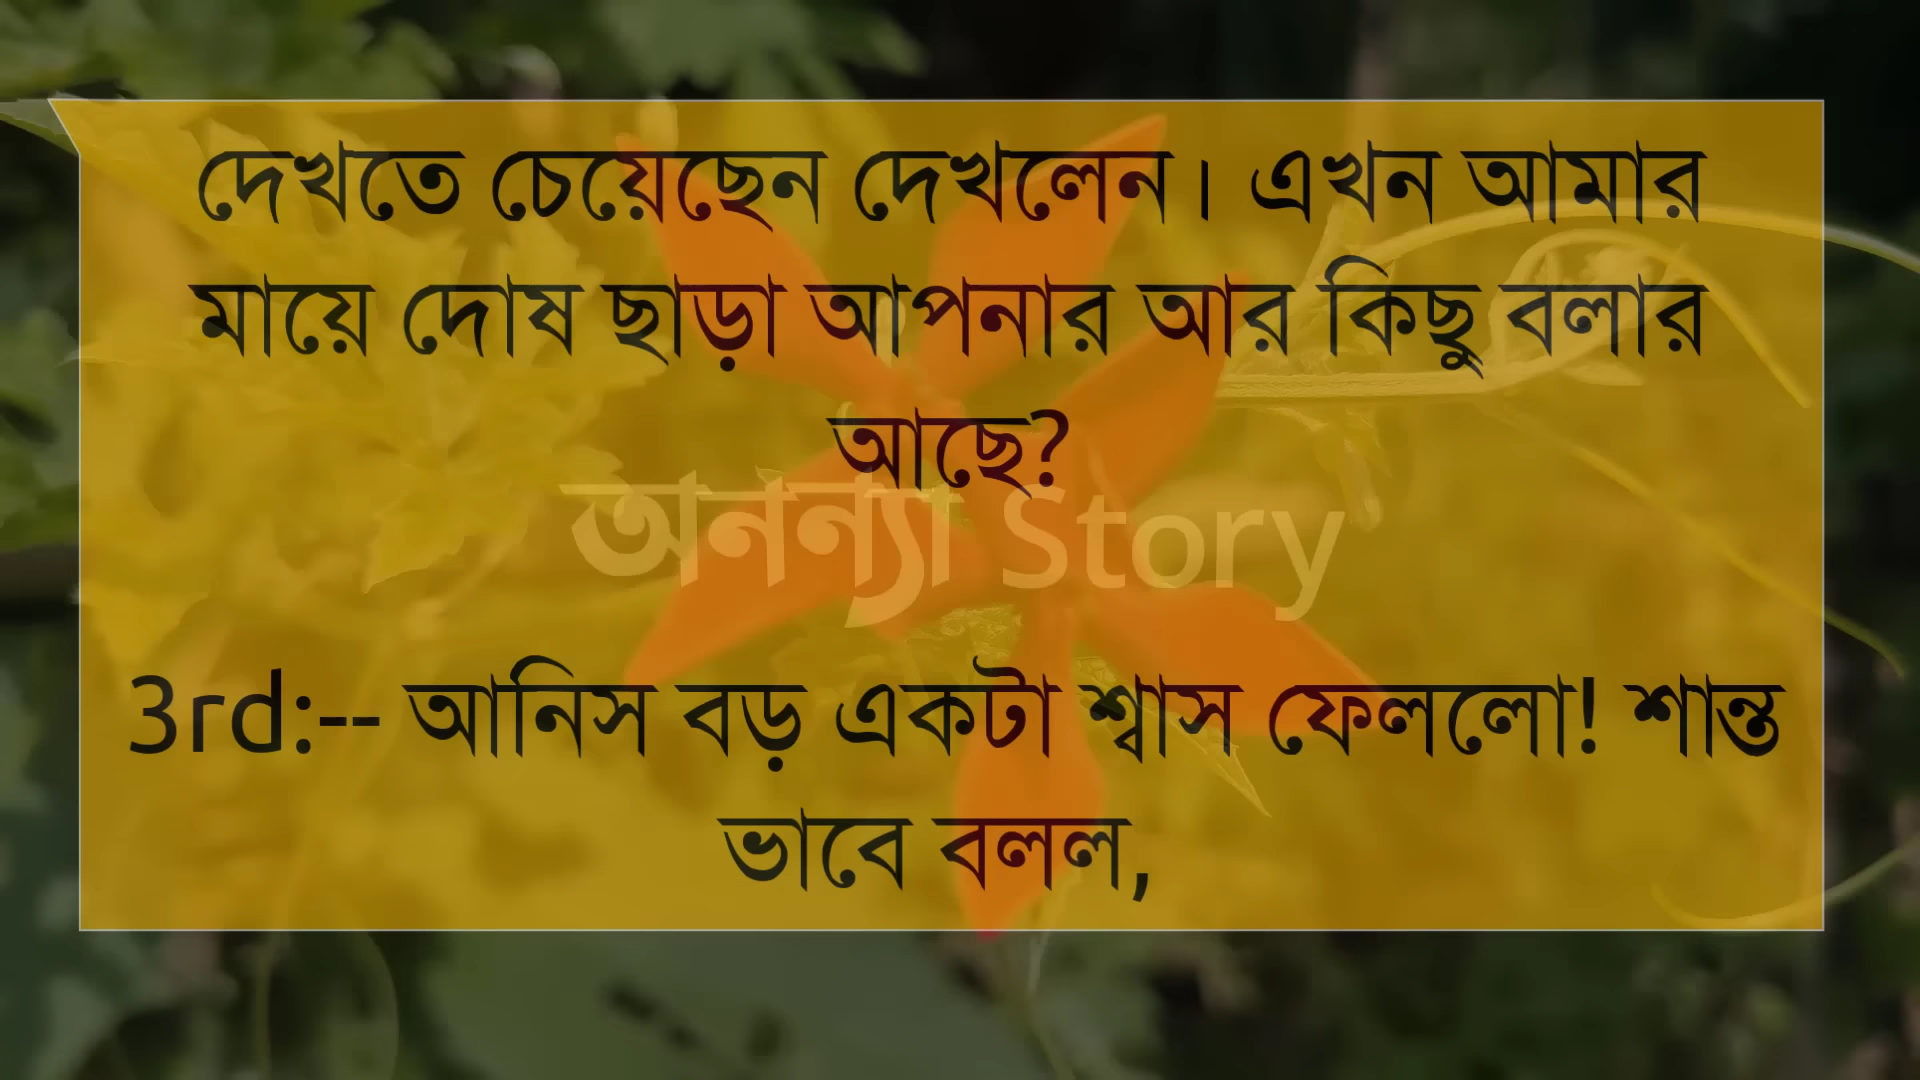 দেখতে চেয়েছেন দেখলেন। এখন আমার
মায়ে দোষ ছাড়া আপনার আর কিছু বলার
আছে?
অনন্যা Story
3rd:-- আনিস বড় একটা শ্বাস ফেললো! শান্ত
ভাবে বলল,